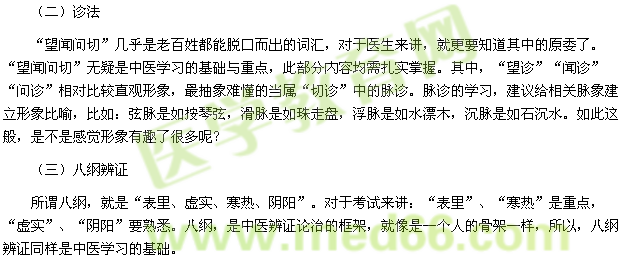 （二）诊法
“望闻问切”几乎是老百姓都能脱口而出的词汇，对于医生来讲，就更要知道其中的原委了。
“望闻问切”无疑是中医学习的基础与重点，此部分内容均需扎实掌握。其中，“望诊”“闻诊”
“问诊”相对比较直观形象，最抽象难懂的当属“切诊”中的脉诊。脉诊的学习，建议给相关脉象建
立形象比喻，比如：弦脉是如按琴弦，滑脉是如珠走盘，浮脉是如水漂木，沉脉是如石沉水。如此这
般，是不是感觉形象有趣了很多呢？
（三）八纲辨证
所谓八纲，就是“表里、虚实、寒热、阴阳”。对于考试来讲：“表里”、“寒热”是重点，
“虚实”、“阴阳”要熟悉。八纲，是中医辨证论治的框架，就像是一个人的骨架一样，所以，八纲
辨证同样是中医学习的基础。
医学教育网
www.med66.com